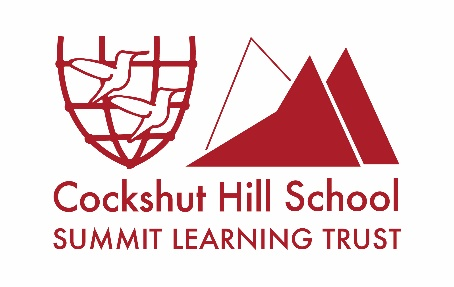 Cockshut Hill School
SUMMIT LEARNING TRUST